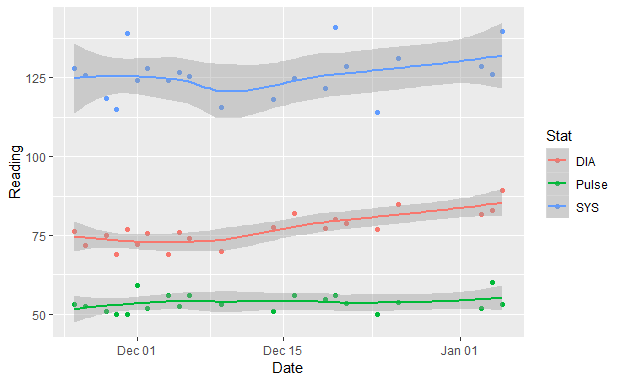 125
100
75
50
Reading
Dec 01
Dec 15
Jan 01
Date
Stat
DIA
Pulse
SYS